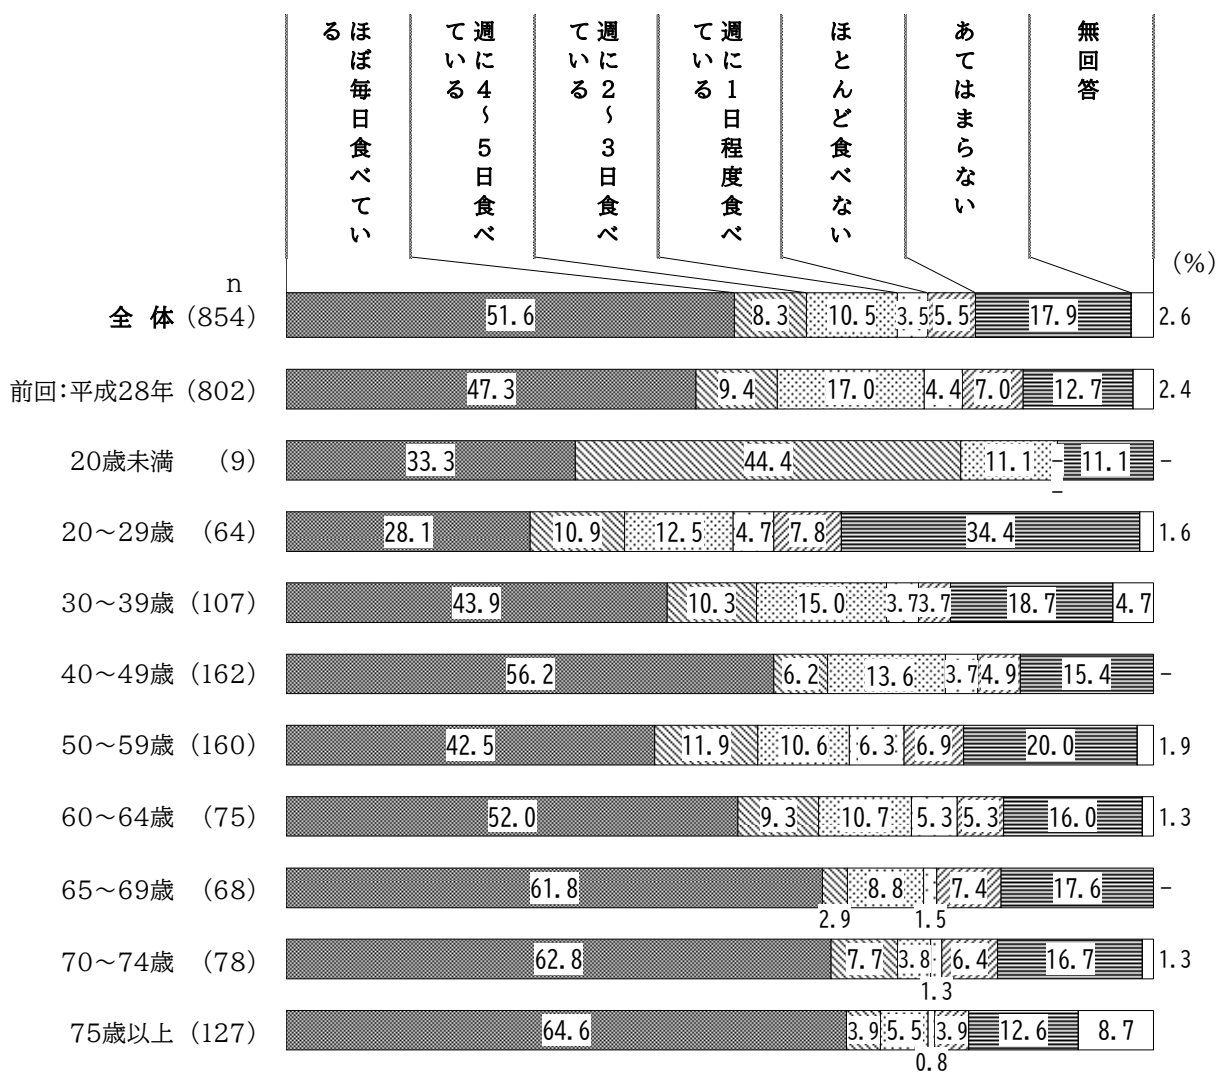 ほぼ毎日食べてい
る
週に４～５日食べ
ている
週に２～３日食べ
ている
週に１日程度食べ
ている
ほとんど食べない
あてはまらない
無回答
(%)
n
全 体 (854) 51.6 8.3 10.5 3.5 5.5 17.9 2.6
前回：平成28年 (802) 47.3 9.4 17.0 4.4 7.0 12.7 2.4
20歳未満 (9) 33.3 44.4 11.1 - - 11.1 -
20～29歳 (64) 28.1 10.9 12.5 4.7 7.8 34.4 1.6
30～39歳 (107) 43.9 10.3 15.0 3.7 3.7 18.7 4.7
40～49歳 (162) 56.2 6.2 13.6 3.7 4.9 15.4 -
50～59歳 (160) 42.5 11.9 10.6 6.3 6.9 20.0 1.9
60～64歳 (75) 52.0 9.3 10.7 5.3 5.3 16.0 1.3
65～69歳 (68) 61.8 2.9 8.8 1.5 7.4 17.6 -
70～74歳 (78) 62.8 7.7 3.8 1.3 6.4 16.7 1.3
75歳以上 (127) 64.6 3.9 5.5 0.8 3.9 12.6 8.7